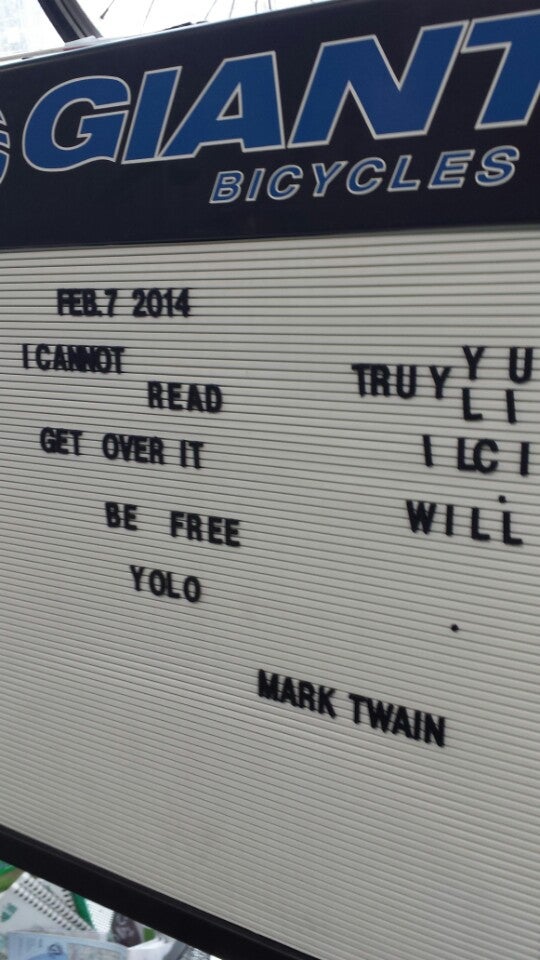 GIANT
BICYCLES
FEB.7 2014
I CANNOT
READ
GET OVER IT
BE FREE
YOLO
TRUY Y U
L I
I LC I
WILL
.
MARK TWAIN